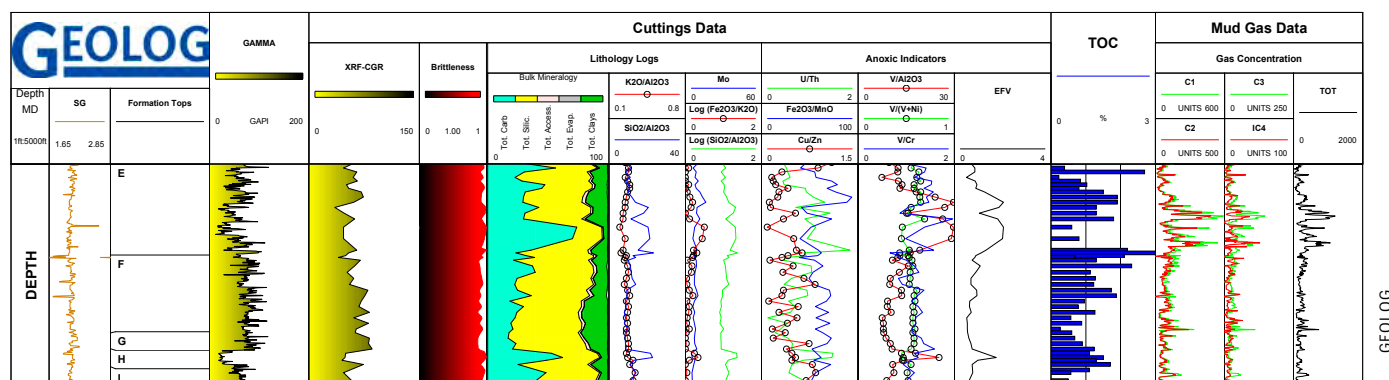 GEOLOG
GAMMA
Cuttings Data
TOC
Mud Gas Data
XRF-CGR
Brittleness
Lithology Logs
Anoxic Indicators
Gas Concentration
Bulk Mineralogy
K2O/Al2O3
Mo
U/Th
V/Al2O3
EFV
C1
C3
TOT
Depth
MD
1ft:5000ft
SG
Formation Tops
0.1 0.8
0 60
0 2
0 30
0 UNITS 600
0 UNITS 250
Log (Fe2O3/K2O)
Fe2O3/MnO
V/(V+Ni)
0 GAPI 200
0 150
0 1.00 1
Tot. Carb
Tot. Silic.
Tot. Access.
Tot. Evap.
Tot. Clays
SiO2/Al2O3
0 2
0 100
0 1
0 % 3
C2
IC4
0 2000
1.65 2.85
Log (SiO2/Al2O3)
Cu/Zn
V/Cr
0 100
0 40
0 2
0 1.5
0 2
0 4
0 UNITS 500
0 UNITS 100
DEPTH
E
F
G
H
I
GEOLOG